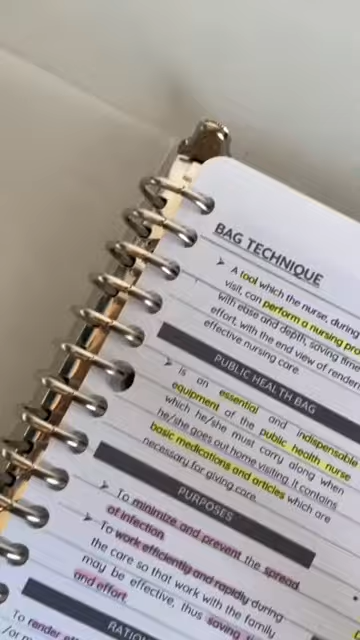 BAG TECHNIQUE
➤ A tool which the nurse, during
visit, can perform a nursing
with ease and depth, saving
effort, with the end view of
effective nursing care.
PUBLIC HEALTH BAG
➤ Is an essential and indispensable
equipment of the public health nurse
which he/she must carry along when
he/she goes out home visiting. It contains
basic medications and articles which are
necessary for giving care.
PURPOSES
➤ To minimize and prevent the spread
of infection.
➤ To work efficiently and rapidly during
the care so that work with the family
may be effective, thus saving
and effort.
To render